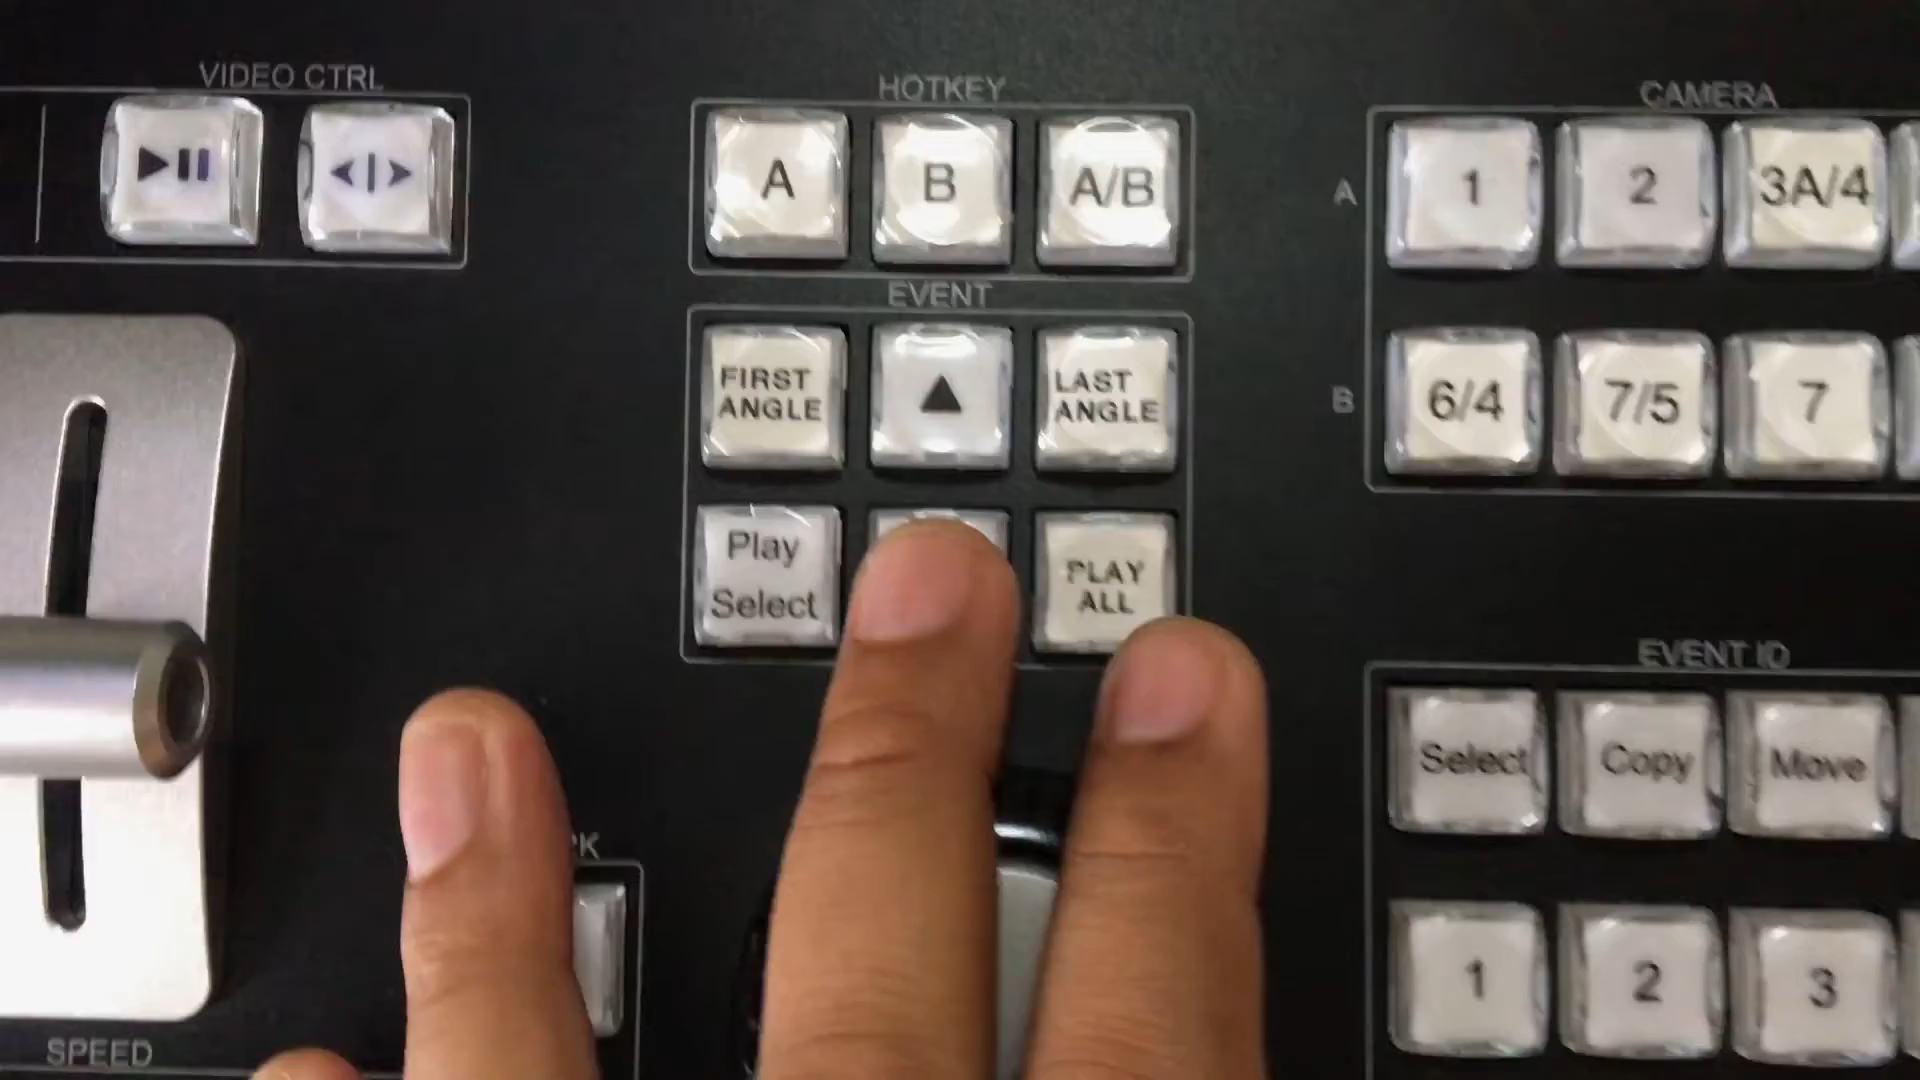 VIDEO CTRL
HOTKEY
A
B
A/B
EVENT
FIRST
ANGLE
LAST
ANGLE
Play
Select
PLAY
ALL
CAMERA
A
1
2
3A/4
B
6/4
7/5
7
EVENT ID
Select
Copy
Move
1
2
3
SPEED